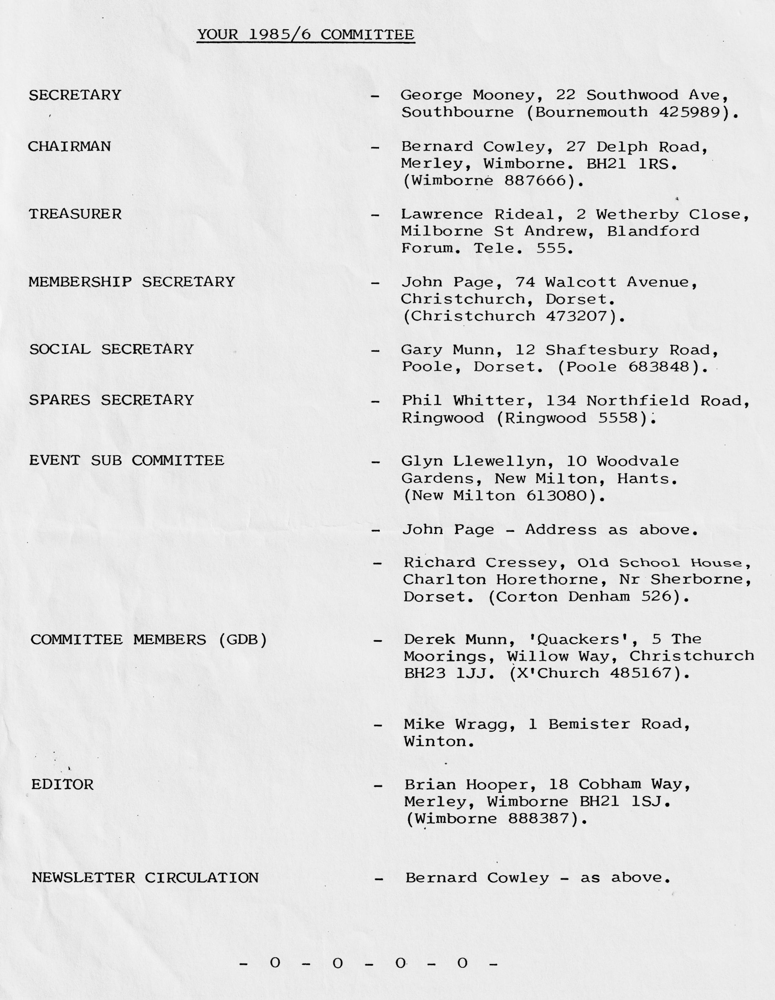 YOUR 1985/6 COMMITTEE
SECRETARY - George Mooney, 22 Southwood Ave,
Southbourne (Bournemouth 425989).
CHAIRMAN - Bernard Cowley, 27 Delph Road,
Merley, Wimborne. BH21 1RS.
(Wimborne 887666).
TREASURER - Lawrence Rideal, 2 Wetherby Close,
Milborne St Andrew, Blandford
Forum. Tele. 555.
MEMBERSHIP SECRETARY - John Page, 74 Walcott Avenue,
Christchurch, Dorset.
(Christchurch 473207).
SOCIAL SECRETARY - Gary Munn, 12 Shaftesbury Road,
Poole, Dorset. (Poole 683848).
SPARES SECRETARY - Phil Whitter, 134 Northfield Road,
Ringwood (Ringwood 5558).
EVENT SUB COMMITTEE - Glyn Llewellyn, 10 Woodvale
Gardens, New Milton, Hants.
(New Milton 613080).
- John Page - Address as above.
- Richard Cressey, Old School House,
Charlton Horethorne, Nr Sherborne,
Dorset. (Corton Denham 526).
COMMITTEE MEMBERS (GDB) - Derek Munn, 'Quackers', 5 The
Moorings, Willow Way, Christchurch
BH23 1JJ. (X'Church 485167).
- Mike Wragg, 1 Bemister Road,
Winton.
EDITOR - Brian Hooper, 18 Cobham Way,
Merley, Wimborne BH21 1SJ.
(Wimborne 888387).
NEWSLETTER CIRCULATION - Bernard Cowley - as above.
- O - O - O - O -